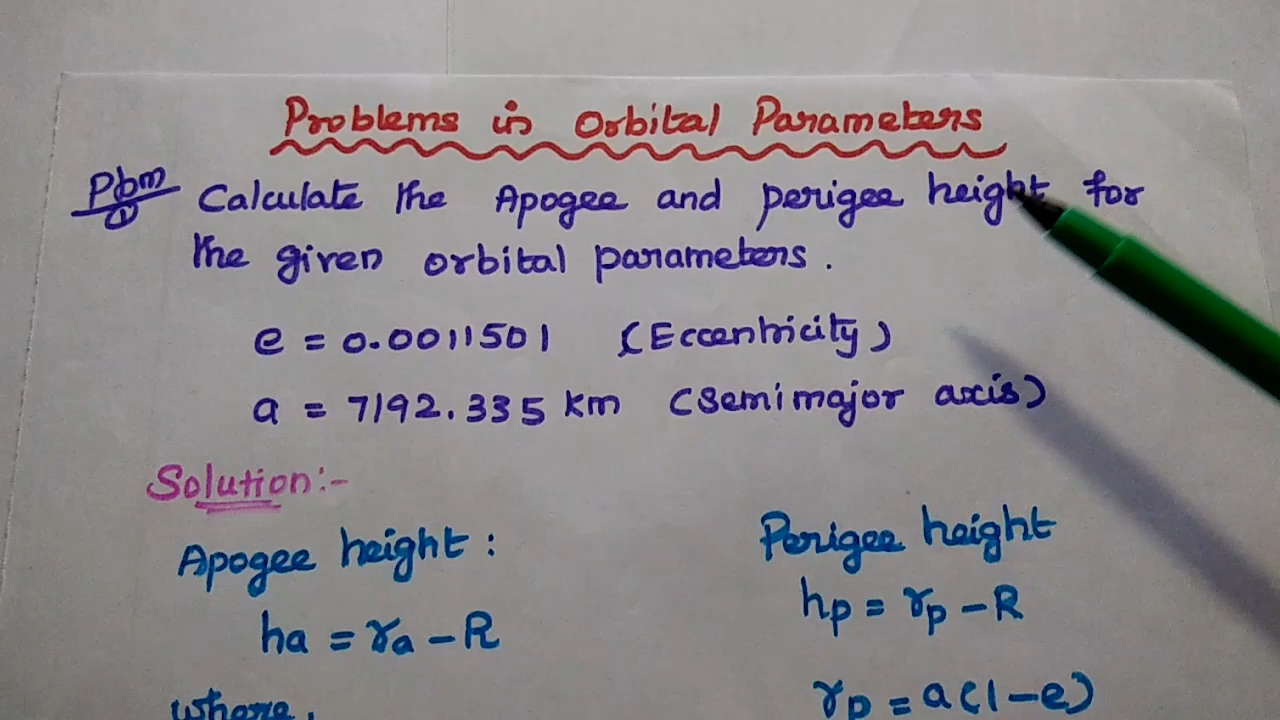 Problems in Orbital Parameters
Pbm 1 Calculate the Apogee and perigee height for
the given orbital parameters.
e = 0.0011501 (Eccentricity)
a = 7192.335 km (Semimajor axis)
Solution:-
Apogee height :
ha = ra - R
where,
Perigee height
hp = rp - R
rp = a(1-e)